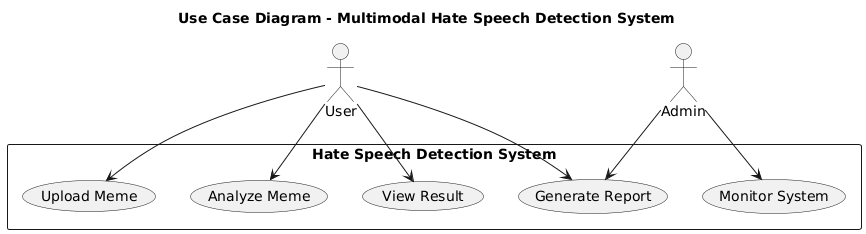 Use Case Diagram - Multimodal Hate Speech Detection System
User
Admin
Hate Speech Detection System
Upload Meme
Analyze Meme
View Result
Generate Report
Monitor System